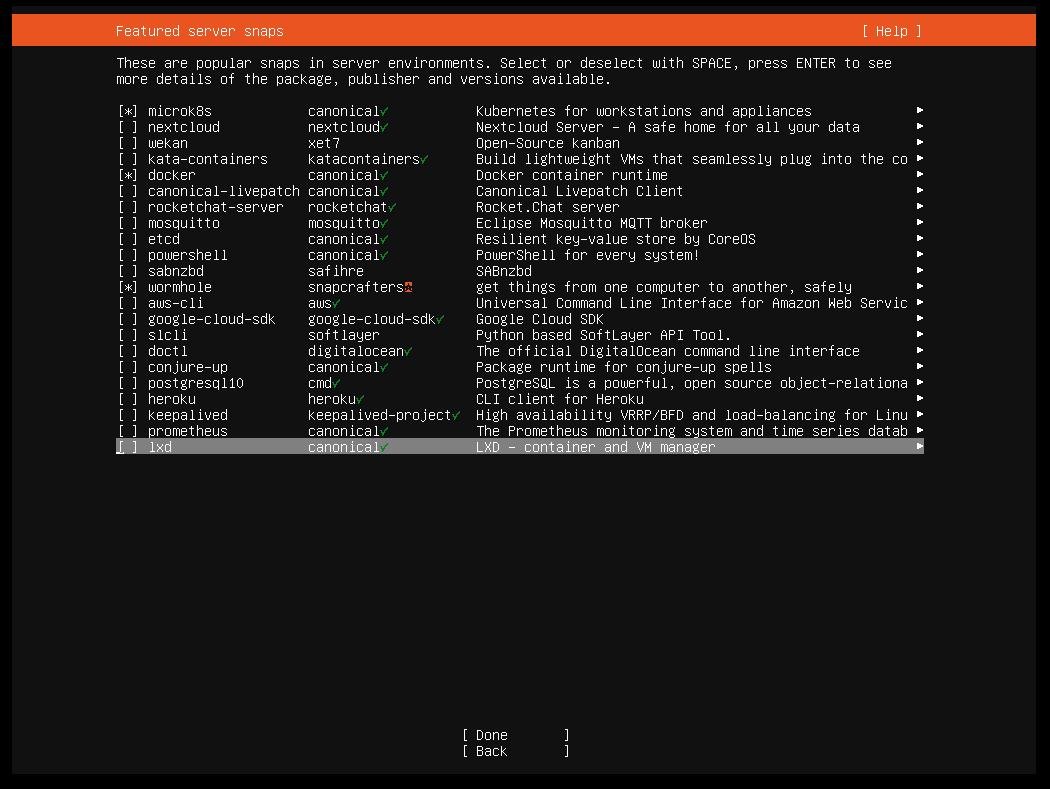 Featured server snaps [ Help ]
These are popular snaps in server environments. Select or deselect with SPACE, press ENTER to see
more details of the package, publisher and versions available.
[*] microk8s canonical✓ Kubernetes for workstations and appliances ▸
[ ] nextcloud nextcloud✓ Nextcloud Server – A safe home for all your data ▸
[ ] wekan xet7 Open-Source kanban ▸
[ ] kata-containers katacontainers✓ Build lightweight VMs that seamlessly plug into the co ▸
[*] docker canonical✓ Docker container runtime ▸
[ ] canonical-livepatch canonical✓ Canonical Livepatch Client ▸
[ ] rocketchat-server rocketchat✓ Rocket.Chat server ▸
[ ] mosquitto mosquitto✓ Eclipse Mosquitto MQTT broker ▸
[ ] etcd canonical✓ Resilient key-value store by CoreOS ▸
[ ] powershell canonical✓ PowerShell for every system! ▸
[ ] sabnzbd safihre SABnzbd ▸
[*] wormhole snapcrafters✪ get things from one computer to another, safely ▸
[ ] aws-cli aws✓ Universal Command Line Interface for Amazon Web Servic ▸
[ ] google-cloud-sdk google-cloud-sdk✓ Google Cloud SDK ▸
[ ] slcli softlayer Python based SoftLayer API Tool. ▸
[ ] doctl digitalocean✓ The official DigitalOcean command line interface ▸
[ ] conjure-up canonical✓ Package runtime for conjure-up spells ▸
[ ] postgresql10 cmd✓ PostgreSQL is a powerful, open source object-relationa ▸
[ ] heroku heroku✓ CLI client for Heroku ▸
[ ] keepalived keepalived-project✓ High availability VRRP/BFD and load-balancing for Linu ▸
[ ] prometheus canonical✓ The Prometheus monitoring system and time series datab ▸
[ ] lxd canonical✓ LXD – container and VM manager ▸
[ Done ]
[ Back ]